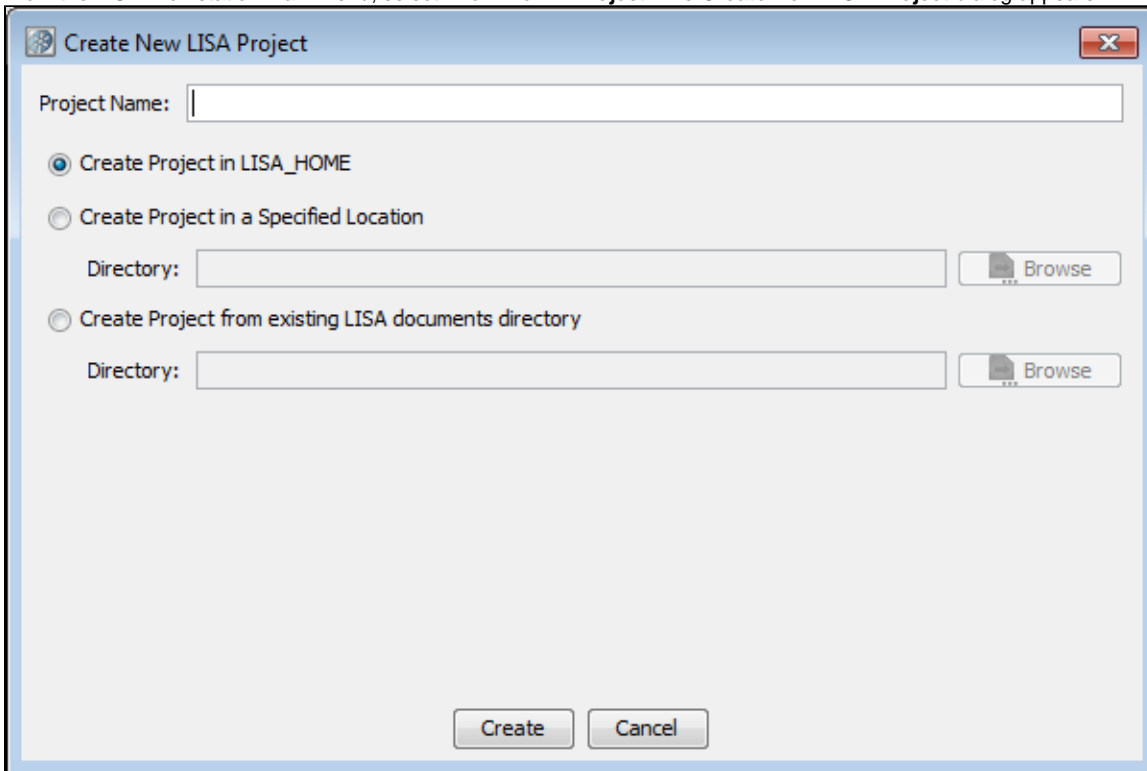 Create New LISA Project
Project Name:
Create Project in LISA_HOME
Create Project in a Specified Location
Directory:
Browse
Create Project from existing LISA documents directory
Directory:
Browse
Create Cancel